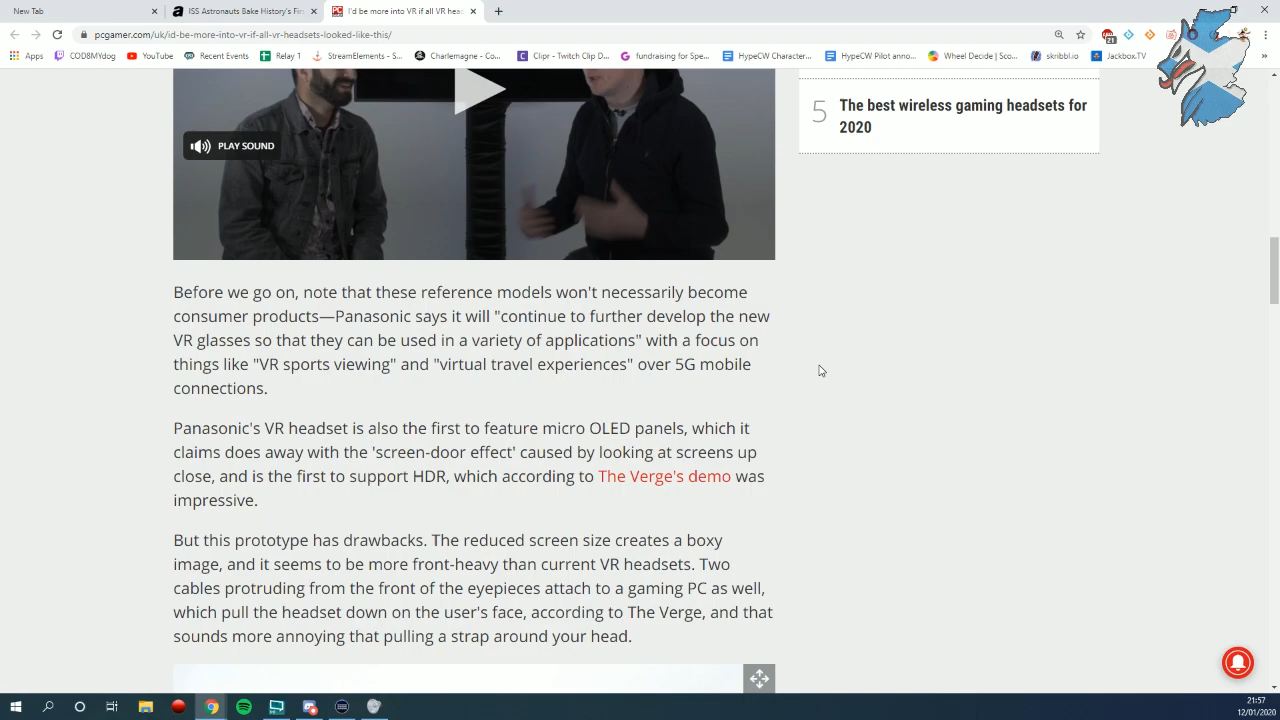 New Tab
ISS Astronauts Bake History's Fir
I'd be more into VR if all VR hea
pcgamer.com/uk/id-be-more-into-vr-if-all-vr-headsets-looked-like-this/
21
Apps
COD8MYdog
YouTube
Recent Events
Relay 1
StreamElements - S...
Charlemagne - Co...
Clipr - Twitch Clip D...
fundraising for Spe...
HypeCW Character...
HypeCW Pilot anno...
Wheel Decide | Sco...
skribbl.io
JackboxTV
PLAY SOUND
5
The best wireless gaming headsets for
2020
Before we go on, note that these reference models won't necessarily become
consumer products—Panasonic says it will "continue to further develop the new
VR glasses so that they can be used in a variety of applications" with a focus on
things like "VR sports viewing" and "virtual travel experiences" over 5G mobile
connections.
Panasonic's VR headset is also the first to feature micro OLED panels, which it
claims does away with the 'screen-door effect' caused by looking at screens up
close, and is the first to support HDR, which according to The Verge's demo was
impressive.
But this prototype has drawbacks. The reduced screen size creates a boxy
image, and it seems to be more front-heavy than current VR headsets. Two
cables protruding from the front of the eyepieces attach to a gaming PC as well,
which pull the headset down on the user's face, according to The Verge, and that
sounds more annoying that pulling a strap around your head.
21:57
12/01/2020